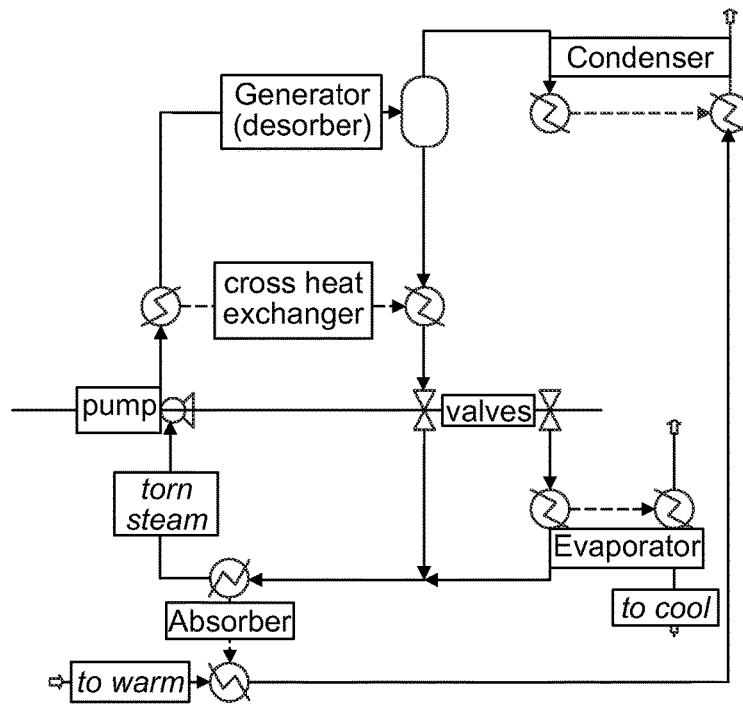 Condenser
Generator
(desorber)
cross heat
exchanger
pump
valves
torn
steam
Evaporator
to cool
Absorber
to warm